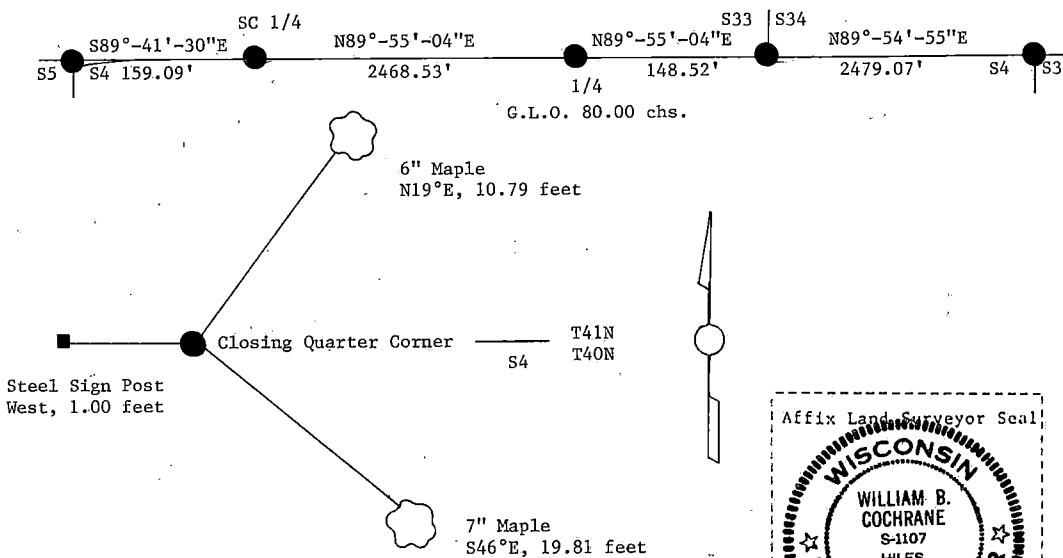 SC 1/4
S33 S34
S89°-41'-30"E N89°-55'-04"E N89°-55'-04"E N89°-54'-55"E
S5 S4 159.09' 2468.53' 148.52' 2479.07' S4 S3
1/4
G.L.O. 80.00 chs.
6" Maple
N19°E, 10.79 feet
Closing Quarter Corner
S4
T41N
T40N
Steel Sign Post
West, 1.00 feet
7" Maple
S46°E, 19.81 feet
Affix Land Surveyor Seal
WISCONSIN
WILLIAM B.
COCHRANE
S-1107